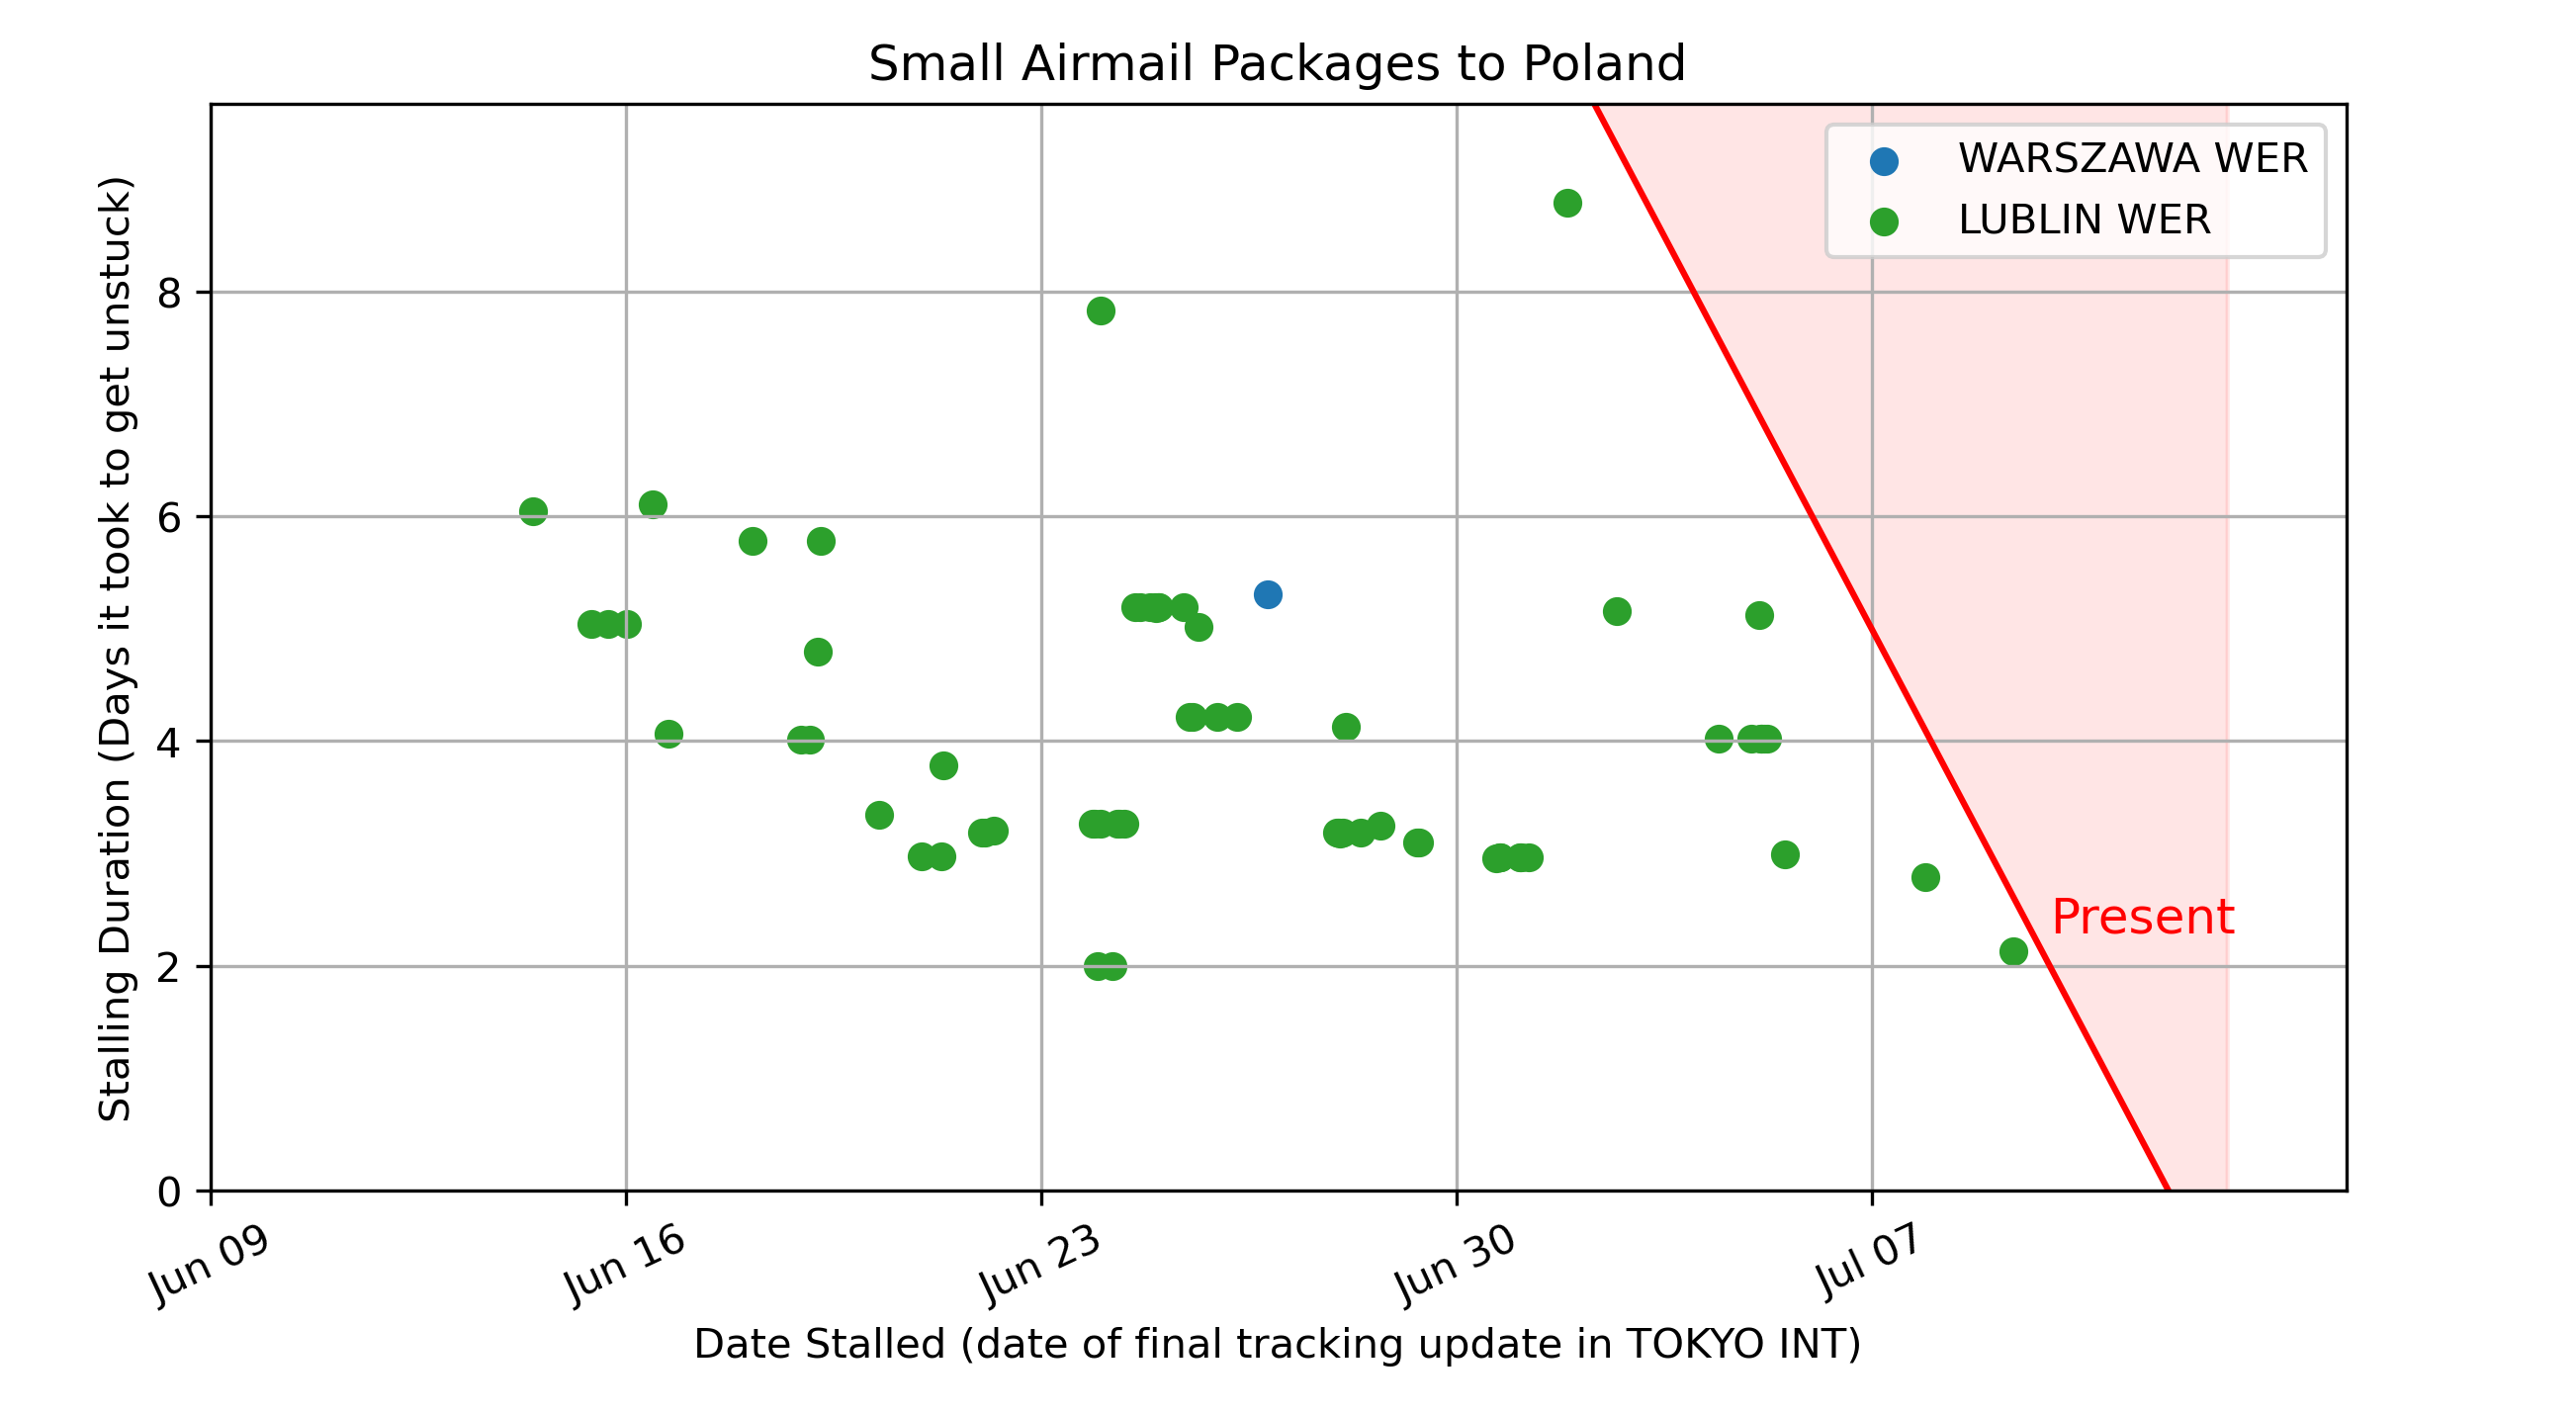 Small Airmail Packages to Poland
WARSZAWA WER
LUBLIN WER
Stalling Duration (Days it took to get unstuck)
8
6
4
2
0
Present
Jun 09
Jun 16
Jun 23
Jun 30
Jul 07
Date Stalled (date of final tracking update in TOKYO INT)